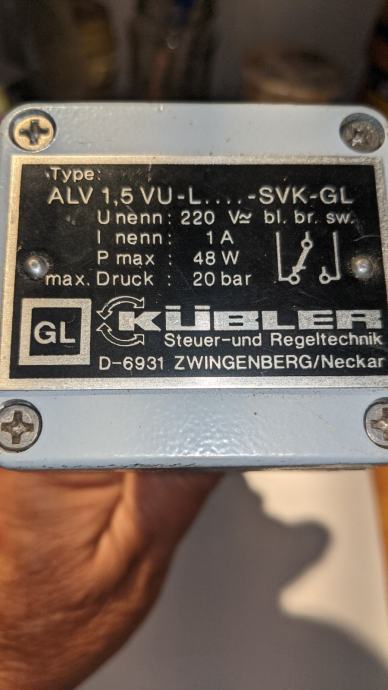 Type:
ALV 1,5 VU-L....-SVK-GL
U nenn : 220 V≃ bl. br. sw.
I nenn : 1 A
P max : 48 W
max. Druck : 20 bar
GL KÜBLER
Steuer-und Regeltechnik
D-6931 ZWINGENBERG/Neckar